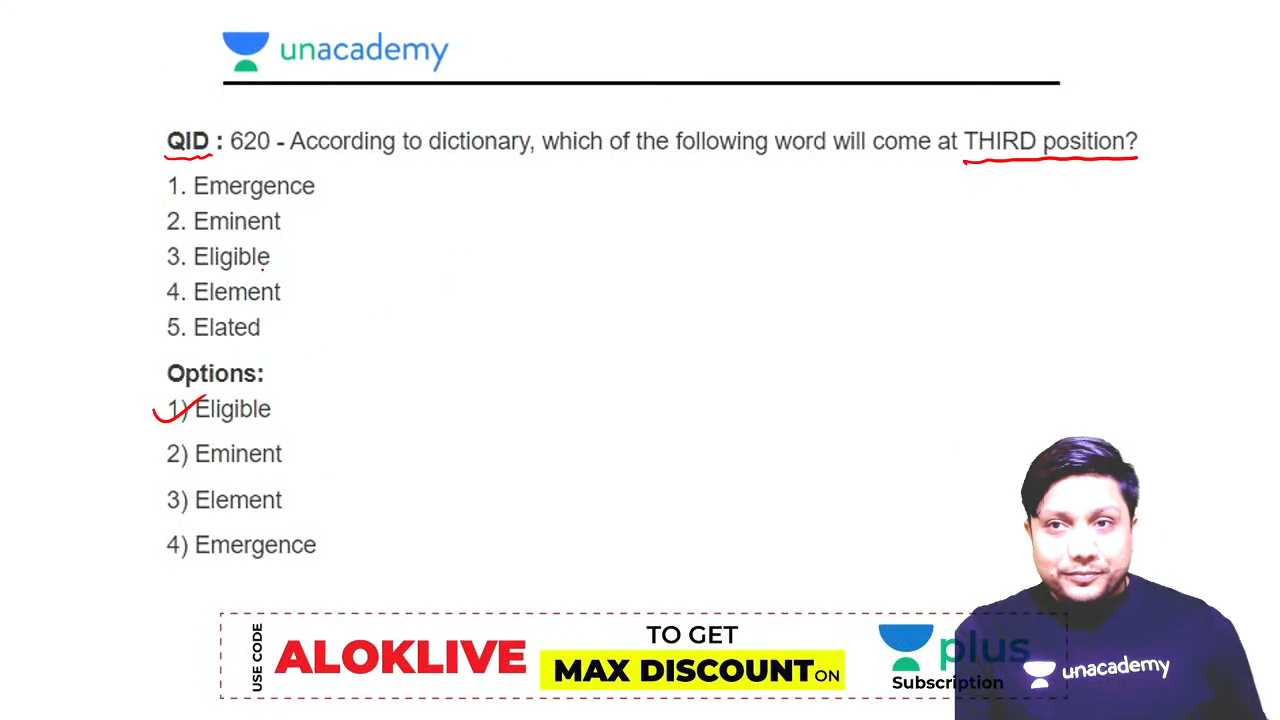 unacademy
QID : 620 - According to dictionary, which of the following word will come at THIRD position?
1. Emergence
2. Eminent
3. Eligible
4. Element
5. Elated
Options:
1) Eligible
2) Eminent
3) Element
4) Emergence
USE CODE
ALOKLIVE
TO GET
MAX DISCOUNT ON
plus
Subscription
unacademy